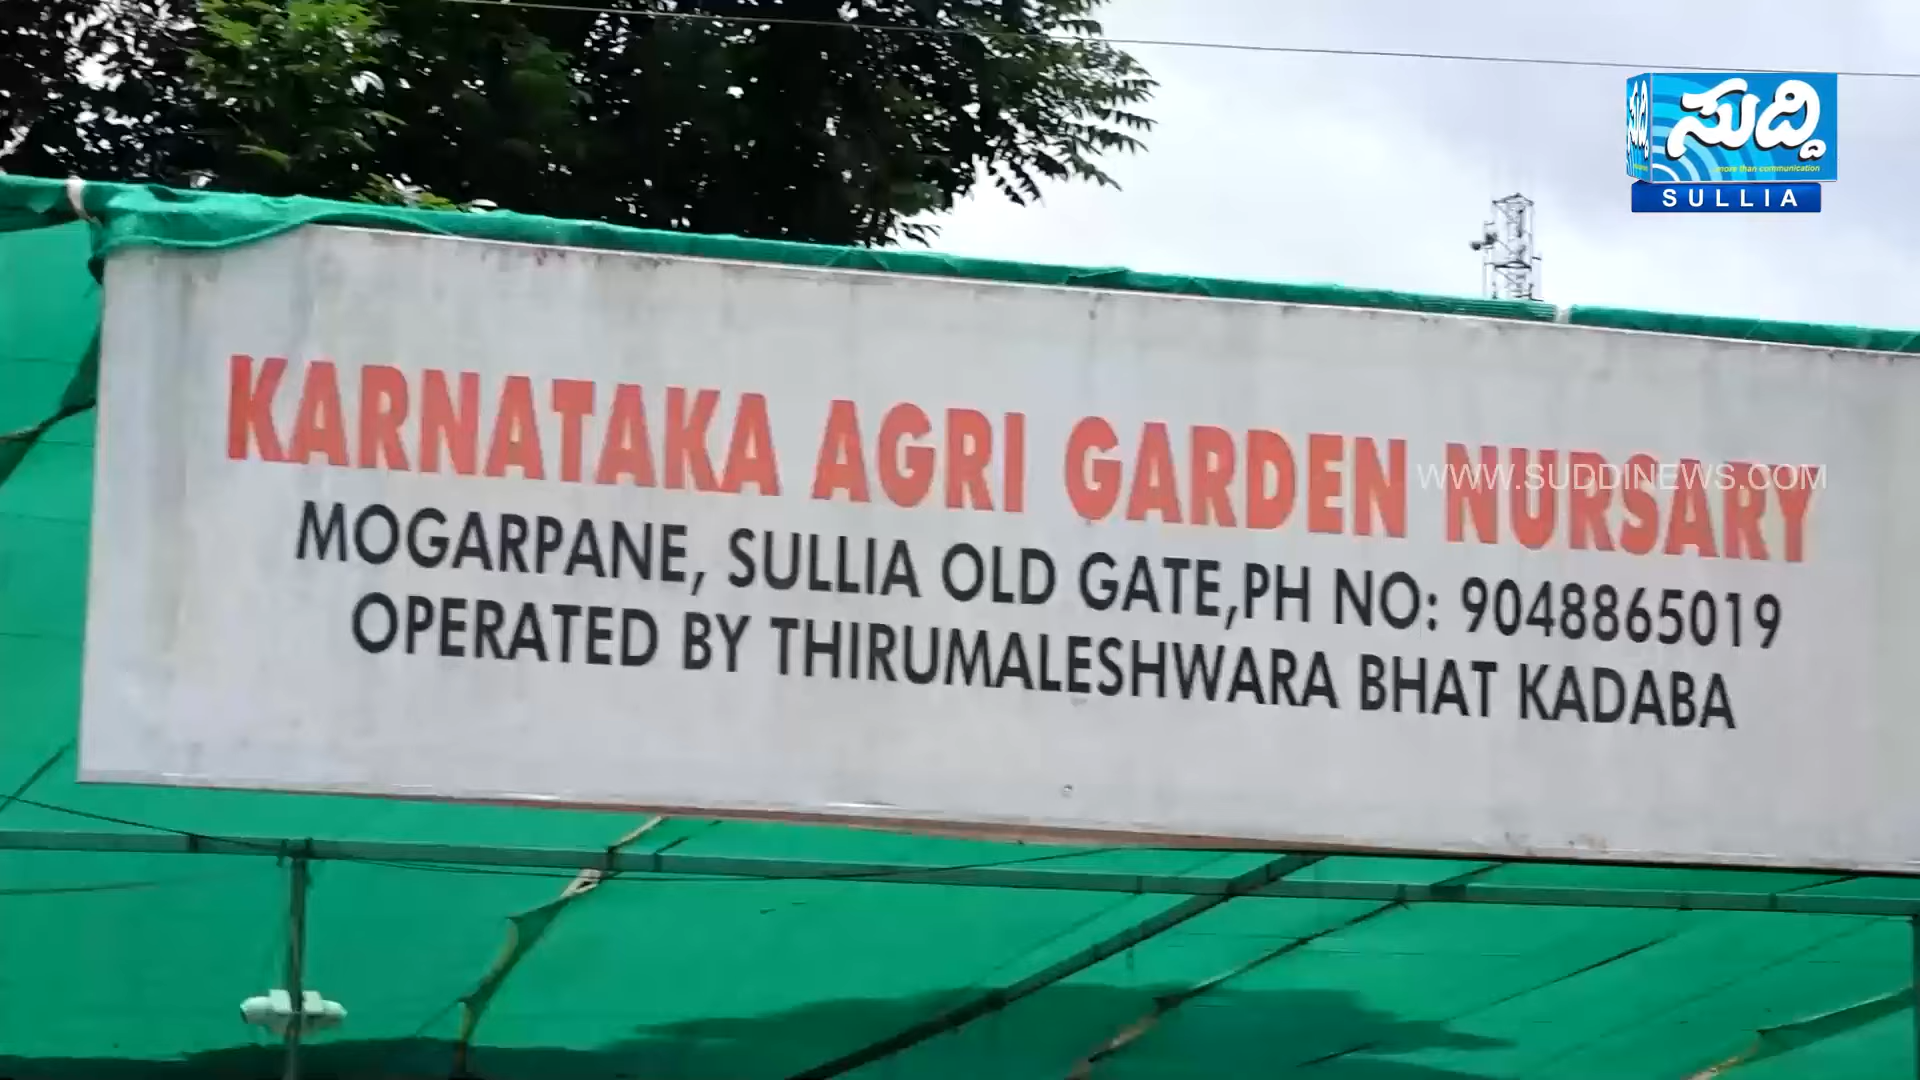 ಸುದ್ದಿ
ಸುದ್ದಿ
more than communication
SULLIA
KARNATAKA AGRI GARDEN NURSARY
WWW.SUDDINEWS.COM
MOGARPANE, SULLIA OLD GATE,PH NO: 9048865019
OPERATED BY THIRUMALESHWARA BHAT KADABA